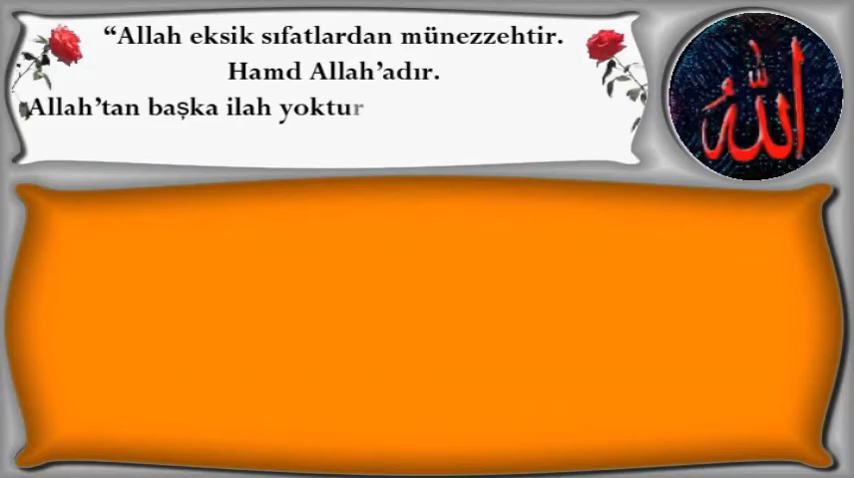 “Allah eksik sıfatlardan münezzehtir.
Hamd Allah’adır.
Allah’tan başka ilah yoktur
الله